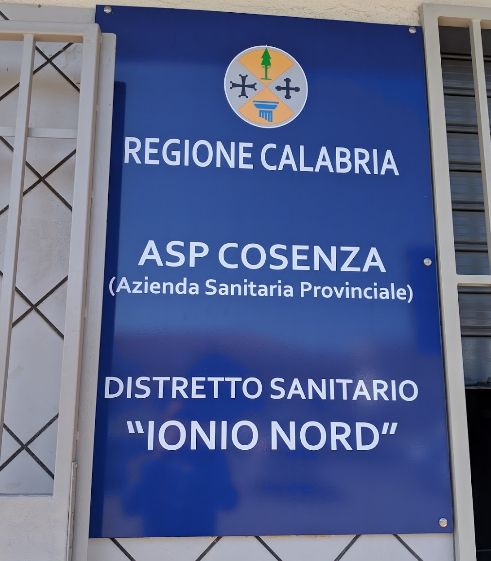 REGIONE CALABRIA
ASP COSENZA
(Azienda Sanitaria Provinciale)
DISTRETTO SANITARIO
“IONIO NORD”